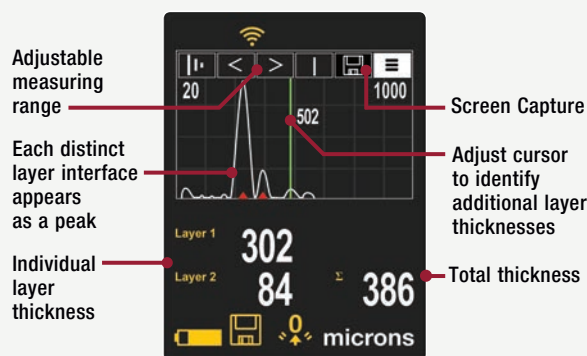 Adjustable
measuring
range
Each distinct
layer interface
appears
as a peak
Individual
layer
thickness
< >
20 1000
502
Layer 1 302
Layer 2 84 Σ 386
0 microns
Screen Capture
Adjust cursor
to identify
additional layer
thicknesses
Total thickness